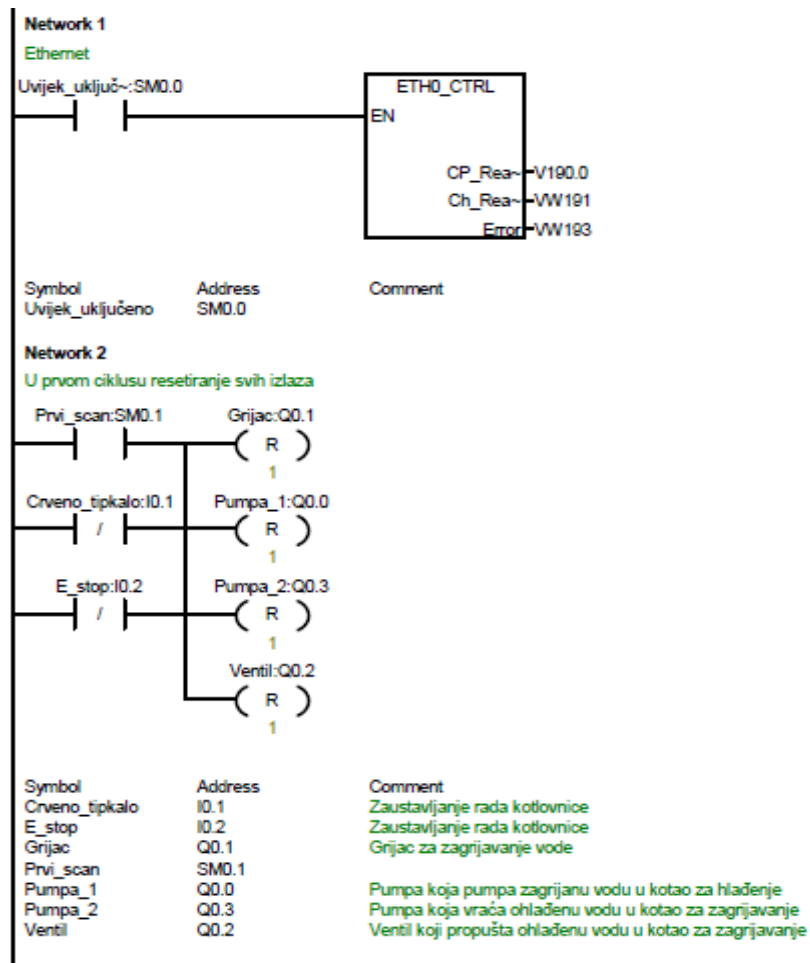 Network 1
Ethernet
Uvijek_uključ~:SM0.0
ETH0_CTRL
EN
CP_Rea~ V190.0
Ch_Rea~ VW191
Error VW193
Symbol Address Comment
Uvijek_uključeno SM0.0
Network 2
U prvom ciklusu resetiranje svih izlaza
Prvi_scan:SM0.1 Grijac:Q0.1
R
1
Crveno_tipkalo:I0.1 Pumpa_1:Q0.0
/ R
1
E_stop:I0.2 Pumpa_2:Q0.3
/ R
1
Ventil:Q0.2
R
1
Symbol Address Comment
Crveno_tipkalo I0.1 Zaustavljanje rada kotlovnice
E_stop I0.2 Zaustavljanje rada kotlovnice
Grijac Q0.1 Grijac za zagrijavanje vode
Prvi_scan SM0.1
Pumpa_1 Q0.0 Pumpa koja pumpa zagrijanu vodu u kotao za hlađenje
Pumpa_2 Q0.3 Pumpa koja vraća ohlađenu vodu u kotao za zagrijavanje
Ventil Q0.2 Ventil koji propušta ohlađenu vodu u kotao za zagrijavanje